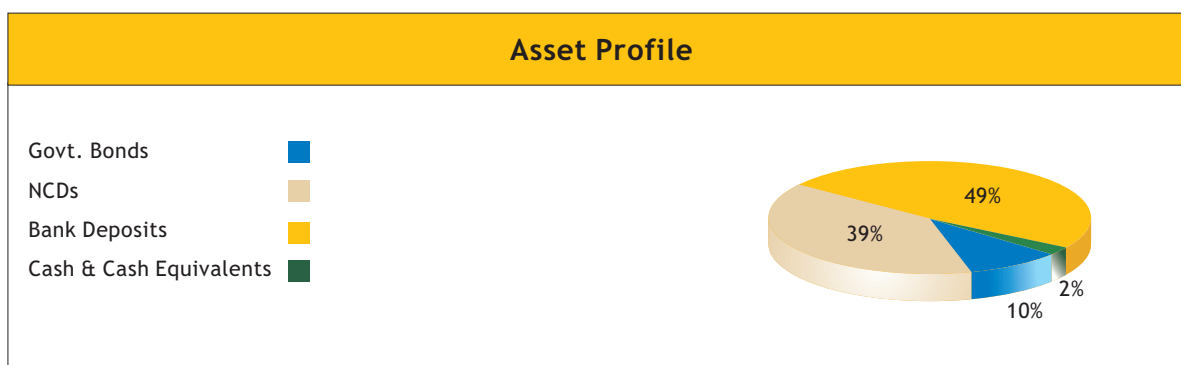 Asset Profile
Govt. Bonds
NCDs
Bank Deposits
Cash & Cash Equivalents
49%
39%
2%
10%